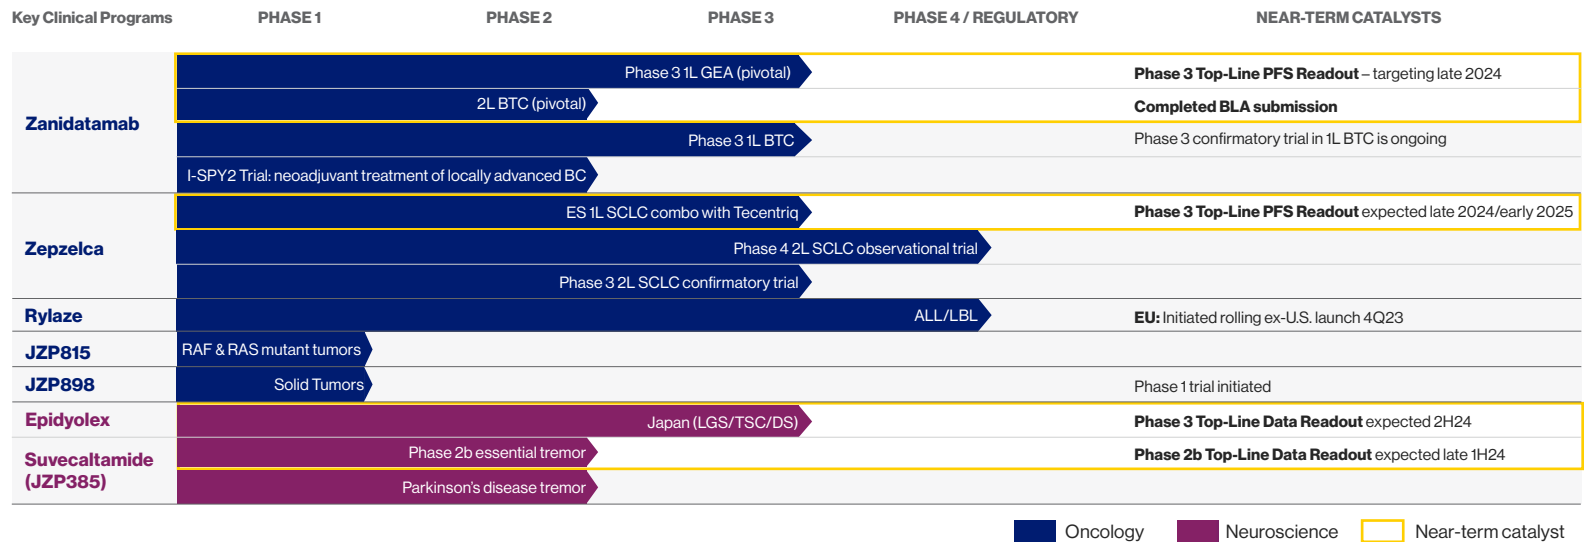 Key Clinical Programs PHASE 1 PHASE 2 PHASE 3 PHASE 4 / REGULATORY NEAR-TERM CATALYSTS
Zanidatamab
Phase 3 1L GEA (pivotal) Phase 3 Top-Line PFS Readout – targeting late 2024
2L BTC (pivotal) Completed BLA submission
Phase 3 1L BTC Phase 3 confirmatory trial in 1L BTC is ongoing
I-SPY2 Trial: neoadjuvant treatment of locally advanced BC
Zepzelca
ES 1L SCLC combo with Tecentriq Phase 3 Top-Line PFS Readout expected late 2024/early 2025
Phase 4 2L SCLC observational trial
Phase 3 2L SCLC confirmatory trial
Rylaze ALL/LBL EU: Initiated rolling ex-U.S. launch 4Q23
JZP815 RAF & RAS mutant tumors
JZP898 Solid Tumors Phase 1 trial initiated
Epidyolex Japan (LGS/TSC/DS) Phase 3 Top-Line Data Readout expected 2H24
Suvecaltamide
(JZP385)
Phase 2b essential tremor Phase 2b Top-Line Data Readout expected late 1H24
Parkinson's disease tremor
Oncology Neuroscience Near-term catalyst